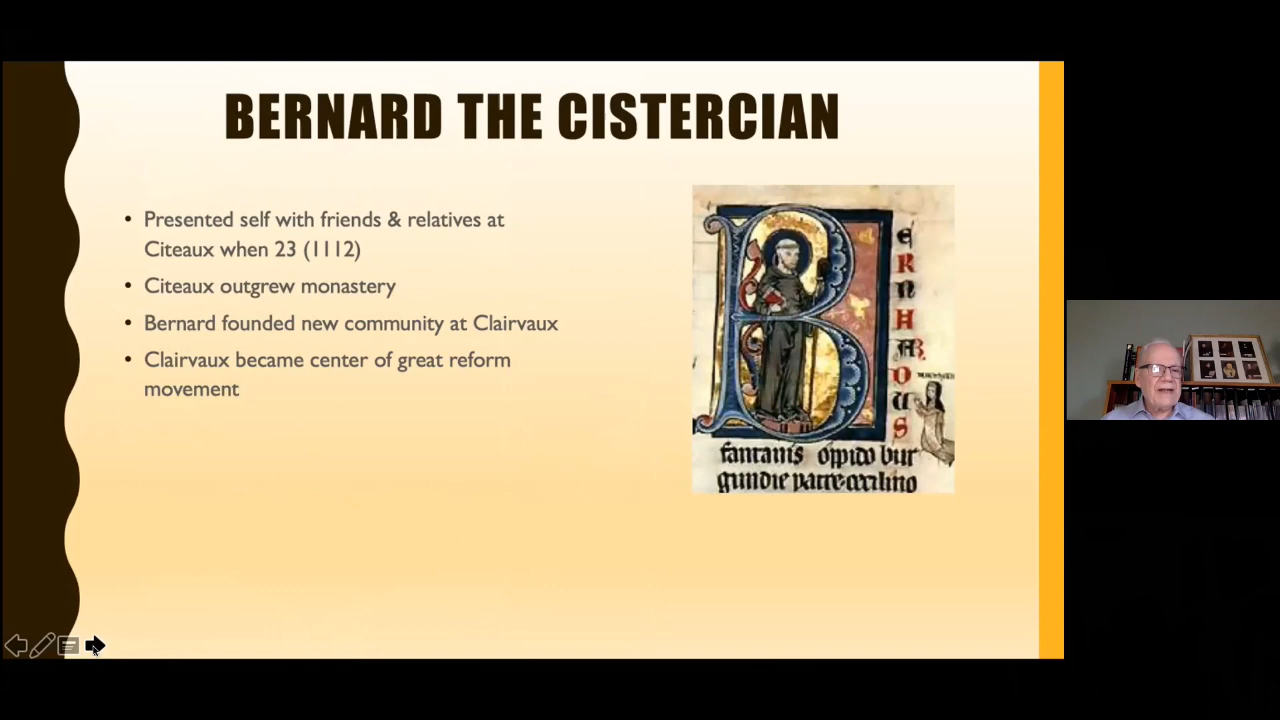 BERNARD THE CISTERCIAN
• Presented self with friends & relatives at
Citeaux when 23 (1112)
• Citeaux outgrew monastery
• Bernard founded new community at Clairvaux
• Clairvaux became center of great reform
movement
B
ERNHARDUS
fantanis oppido bur
gundie patre